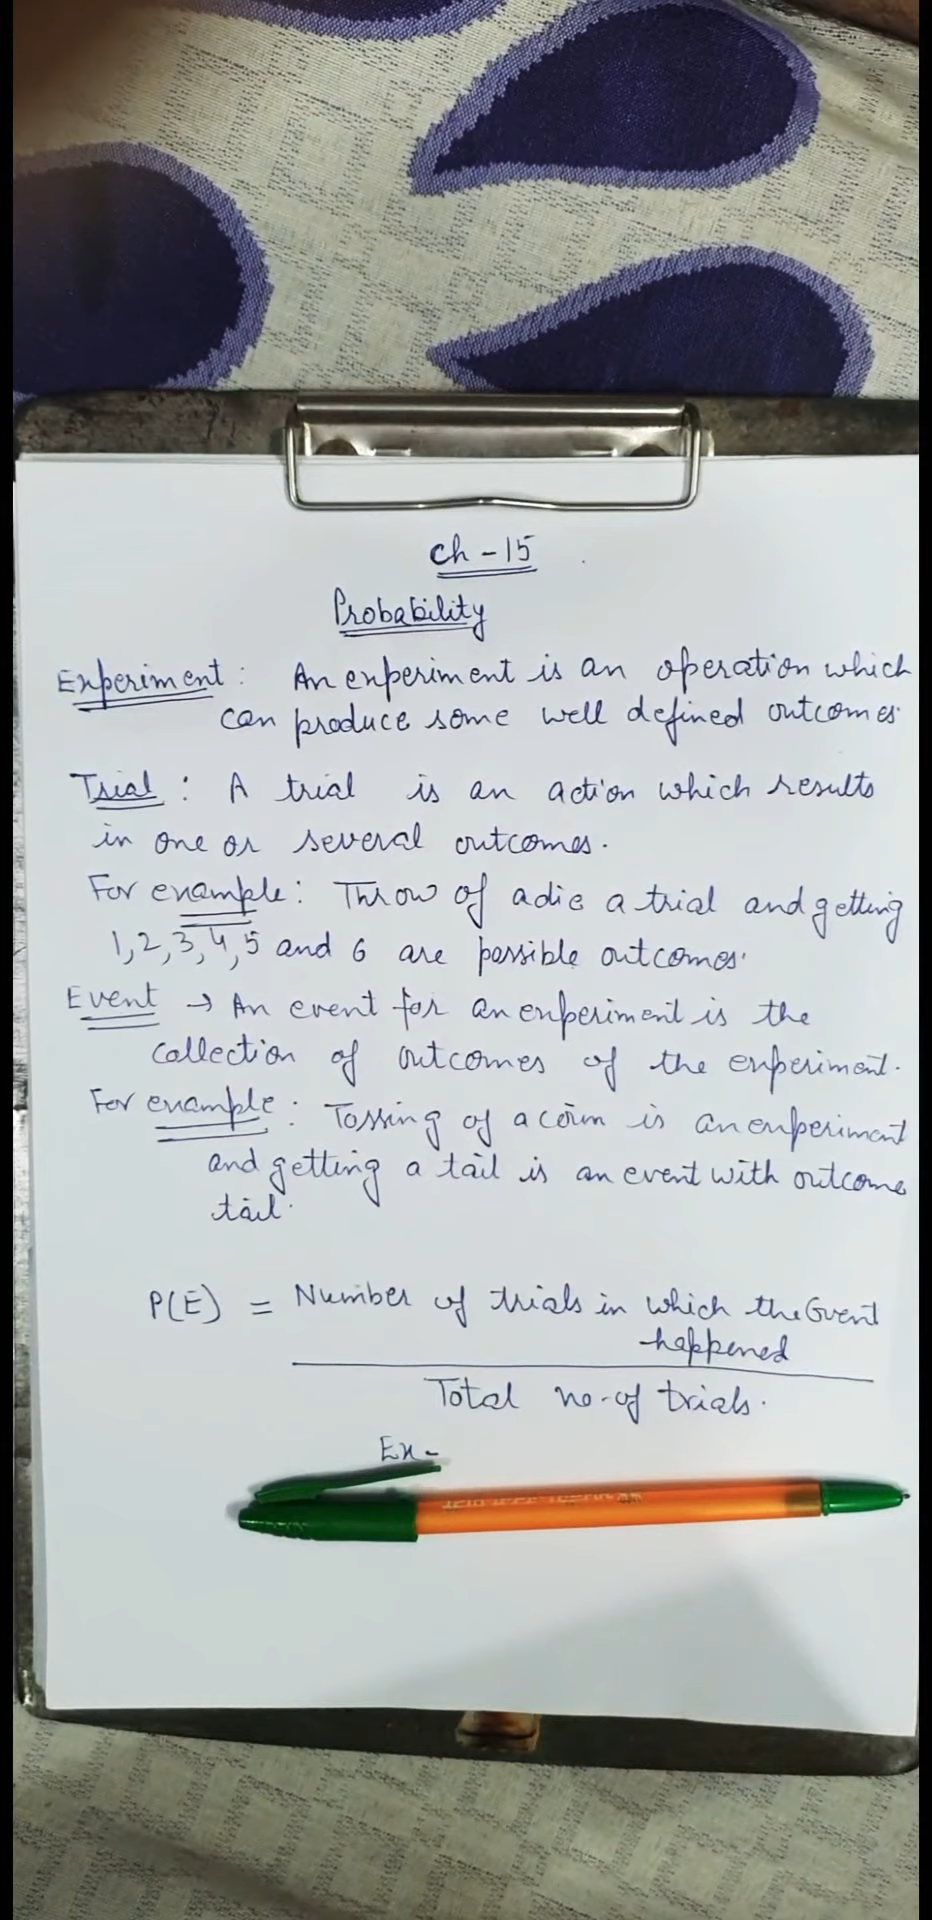 Ch - 15
Probability
Experiment : An experiment is an operation which
can produce some well defined outcomes.
Trial : A trial is an action which results
in one or several outcomes.
For example : Throw of a die a trial and getting
1,2,3,4,5 and 6 are possible outcomes.
Event → An event for an experiment is the
Collection of outcomes of the experiment.
For example : Tossing of a coin is an experiment
and getting a tail is an event with outcome
tail.
P(E) = Number of trials in which the Event
happened
Total no. of trials.
Ex -